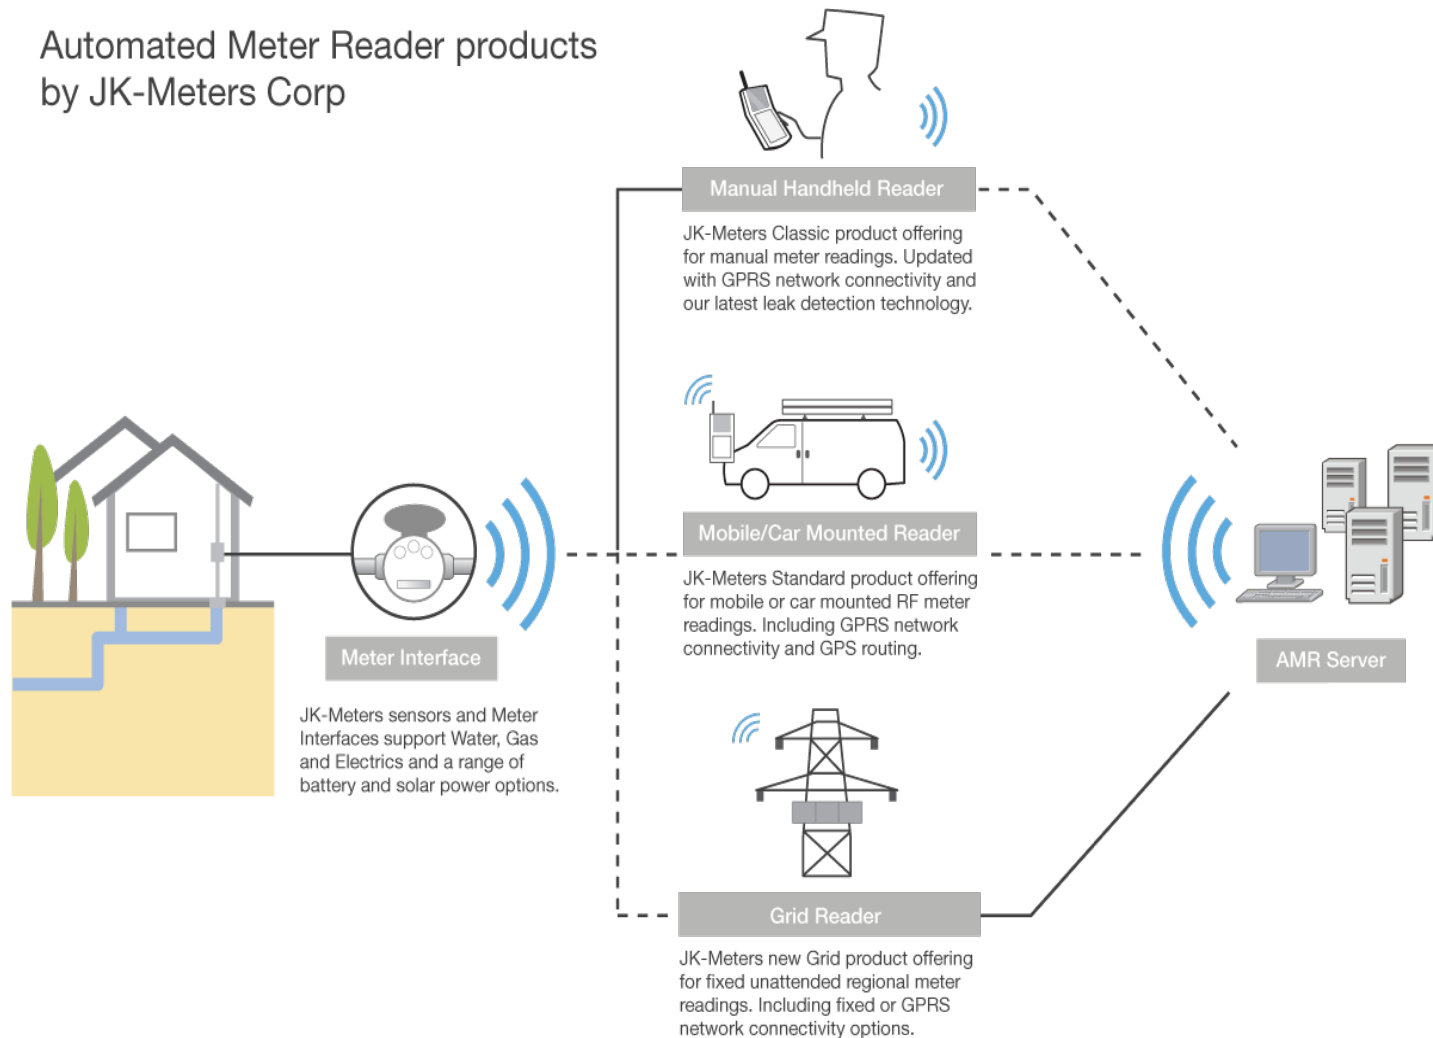 Automated Meter Reader products
by JK-Meters Corp
Manual Handheld Reader
JK-Meters Classic product offering
for manual meter readings. Updated
with GPRS network connectivity and
our latest leak detection technology.
Mobile/Car Mounted Reader
JK-Meters Standard product offering
for mobile or car mounted RF meter
readings. Including GPRS network
connectivity and GPS routing.
Meter Interface
JK-Meters sensors and Meter
Interfaces support Water, Gas
and Electrics and a range of
battery and solar power options.
AMR Server
Grid Reader
JK-Meters new Grid product offering
for fixed unattended regional meter
readings. Including fixed or GPRS
network connectivity options.